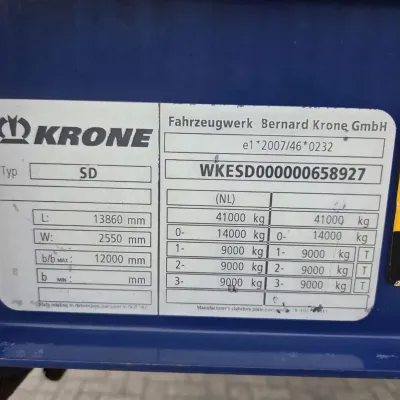 KRONE
Fahrzeugwerk Bernard Krone GmbH
e1*2007/46*0232
Typ SD
WKESD000000658927
(NL)
L: 13860 mm
W: 2550 mm
b/b MAX: 12000 mm
b MIN: mm
41000 kg 41000 kg
0- 14000 kg 0- 14000 kg
1- 9000 kg 1- 9000 kg T
2- 9000 kg 2- 9000 kg T
3- 9000 kg 3- 9000 kg T